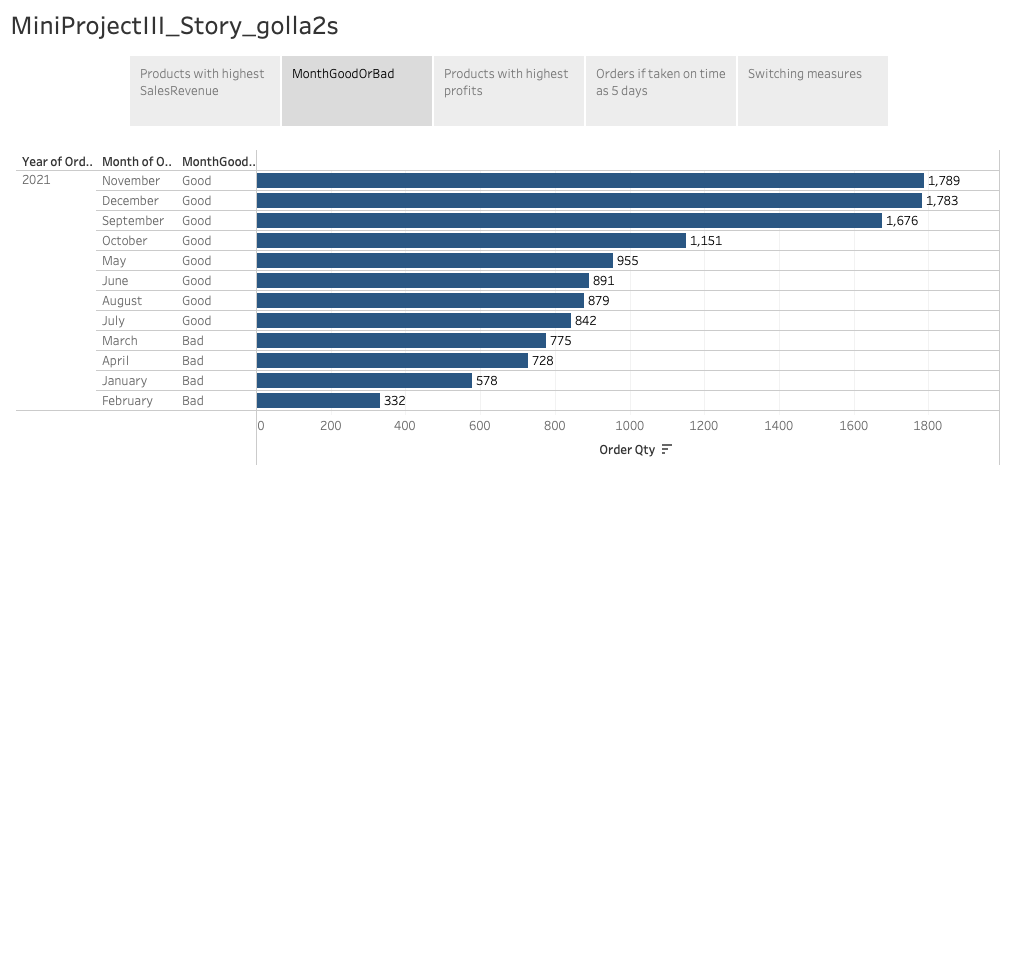 MiniProjectIII_Story_golla2s
Products with highest
SalesRevenue
MonthGoodOrBad
Products with highest
profits
Orders if taken on time
as 5 days
Switching measures
Year of Ord.. Month of O.. MonthGood..
2021 November Good 1,789
December Good 1,783
September Good 1,676
October Good 1,151
May Good 955
June Good 891
August Good 879
July Good 842
March Bad 775
April Bad 728
January Bad 578
February Bad 332
0 200 400 600 800 1000 1200 1400 1600 1800
Order Qty